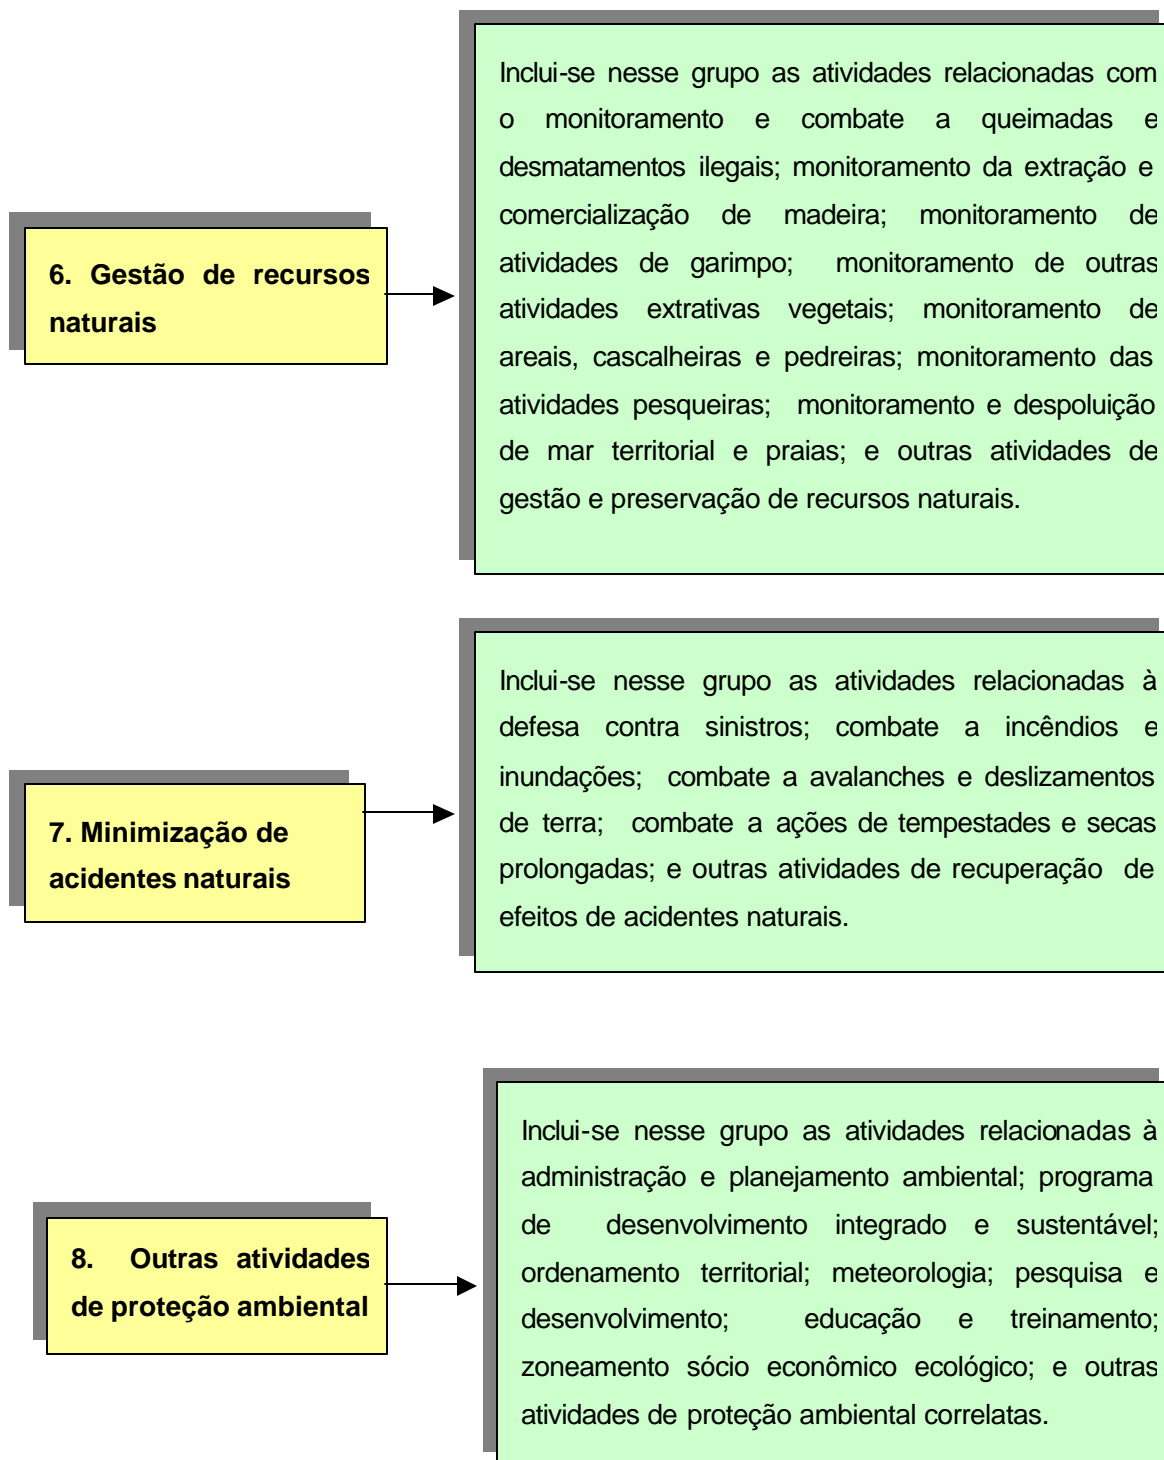 Inclui-se nesse grupo as atividades relacionadas com
o monitoramento e combate a queimadas e
desmatamentos ilegais; monitoramento da extração e
comercialização de madeira; monitoramento de
atividades de garimpo; monitoramento de outras
atividades extrativas vegetais; monitoramento de
areais, cascalheiras e pedreiras; monitoramento das
atividades pesqueiras; monitoramento e despoluição
de mar territorial e praias; e outras atividades de
gestão e preservação de recursos naturais.
6. Gestão de recursos
naturais
Inclui-se nesse grupo as atividades relacionadas à
defesa contra sinistros; combate a incêndios e
inundações; combate a avalanches e deslizamentos
de terra; combate a ações de tempestades e secas
prolongadas; e outras atividades de recuperação de
efeitos de acidentes naturais.
7. Minimização de
acidentes naturais
Inclui-se nesse grupo as atividades relacionadas à
administração e planejamento ambiental; programa
de desenvolvimento integrado e sustentável;
ordenamento territorial; meteorologia; pesquisa e
desenvolvimento; educação e treinamento;
zoneamento sócio econômico ecológico; e outras
atividades de proteção ambiental correlatas.
8. Outras atividades
de proteção ambiental